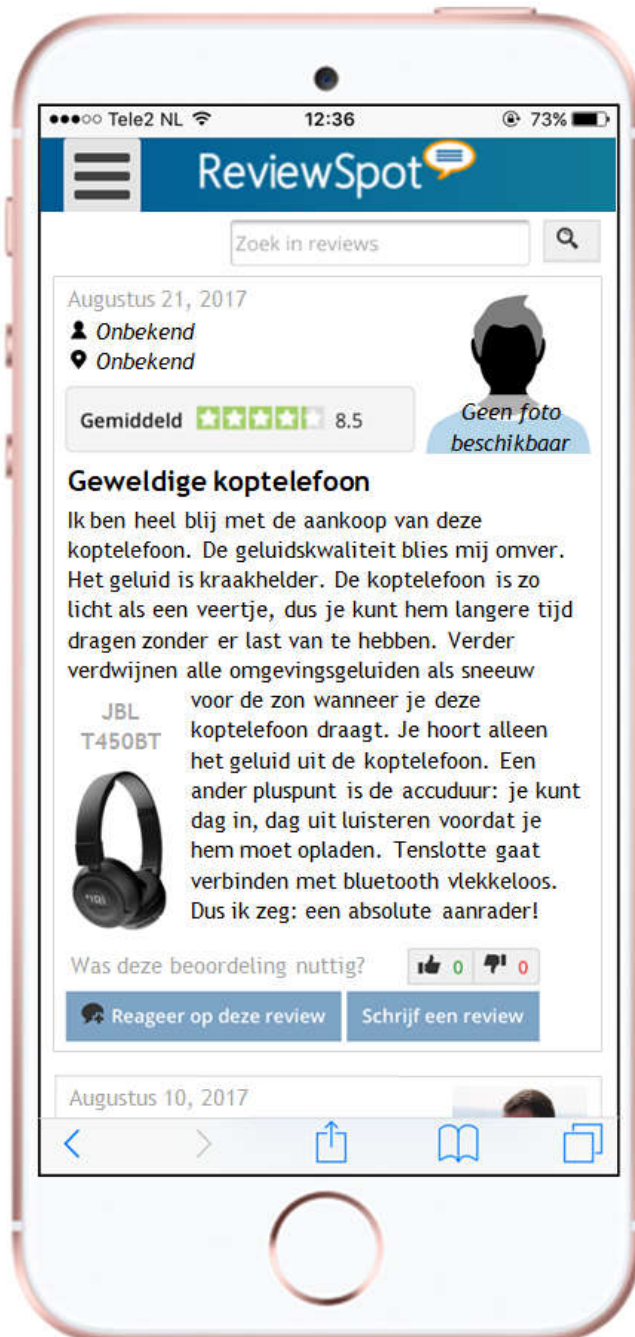 Tele2 NL
12:36
73%
ReviewSpot
Zoek in reviews
Augustus 21, 2017
Onbekend
Onbekend
Geen foto
beschikbaar
Gemiddeld 8.5
Geweldige koptelefoon
Ik ben heel blij met de aankoop van deze
koptelefoon. De geluidskwaliteit blies mij omver.
Het geluid is kraakhelder. De koptelefoon is zo
licht als een veertje, dus je kunt hem langere tijd
dragen zonder er last van te hebben. Verder
verdwijnen alle omgevingsgeluiden als sneeuw
voor de zon wanneer je deze
koptelefoon draagt. Je hoort alleen
het geluid uit de koptelefoon. Een
ander pluspunt is de accuduur: je kunt
dag in, dag uit luisteren voordat je
hem moet opladen. Tenslotte gaat
verbinden met bluetooth vlekkeloos.
Dus ik zeg: een absolute aanrader!
JBL
T450BT
JBL
Was deze beoordeling nuttig? 0 0
Reageer op deze review
Schrijf een review
Augustus 10, 2017